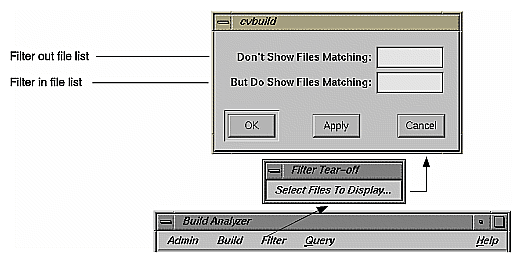 cvbuild
Filter out file list
Don't Show Files Matching:
Filter in file list
But Do Show Files Matching:
OK Apply Cancel
Filter Tear-off
Select Files To Display...
Build Analyzer
Admin Build Filter Query Help